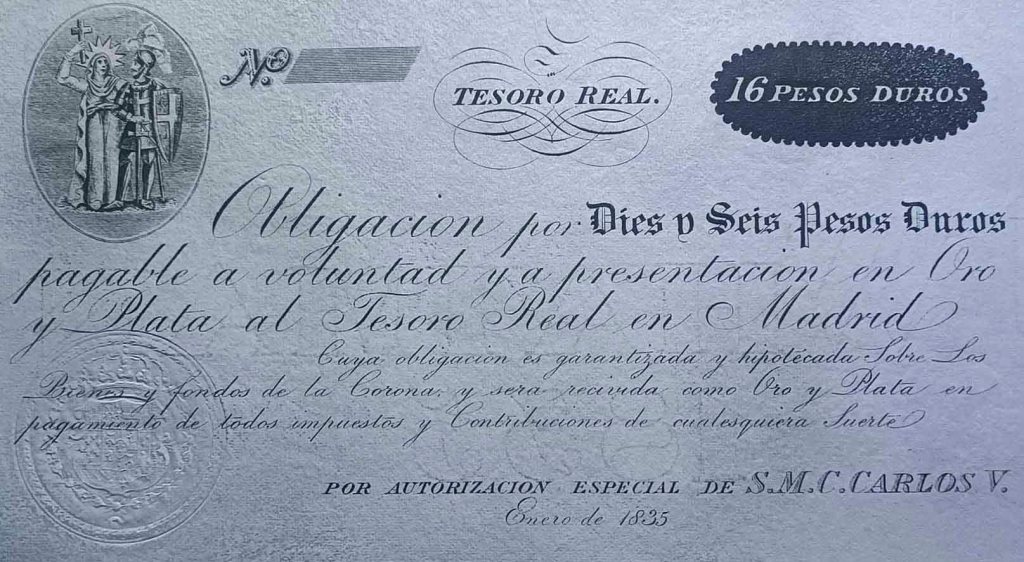 No.
TESORO REAL.
16 PESOS DUROS
Obligacion por Dies y Seis Pesos Duros
pagable a voluntad y a presentacion en Oro
y Plata al Tesoro Real en Madrid
Cuya obligacion es garantizada y hipotécada Sobre Los
Bienes y fondos de la Corona, y sera recivida como Oro y Plata en
pagamiento de todos impuestos y Contribuciones de cualesquiera Suerte
POR AUTORIZACION ESPECIAL DE S.M.C. CARLOS V.
Enero de 1835